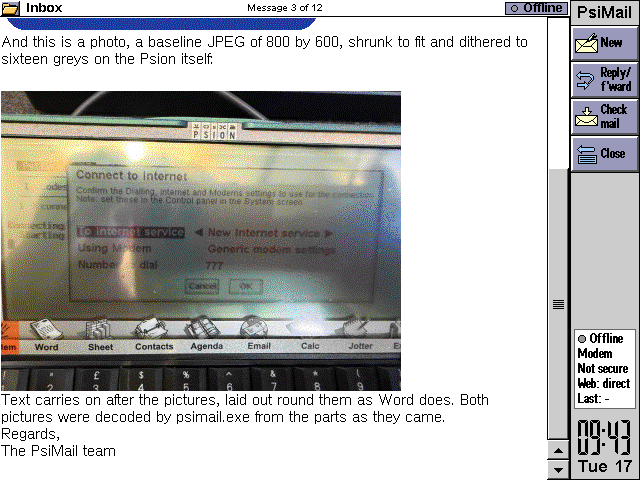 Inbox
Message 3 of 12
Offline
PsiMail
And this is a photo, a baseline JPEG of 800 by 600, shrunk to fit and dithered to
sixteen greys on the Psion itself:
New
Reply/
f'ward
Check
mail
Close
PSION
Connect to Internet
Confirm the Dialling, Internet and Modems settings to use for the connection.
Note: set these in the Control panel in the System screen
To Internet service
New Internet service
Using Modem
Generic modem settings
Number to dial
777
Cancel
OK
Word
Sheet
Contacts
Agenda
Email
Calc
Jotter
Text carries on after the pictures, laid out round them as Word does. Both
pictures were decoded by psimail.exe from the parts as they came.
Regards,
The PsiMail team
Offline
Modem
Not secure
Web: direct
Last: -
09:43
Tue 17